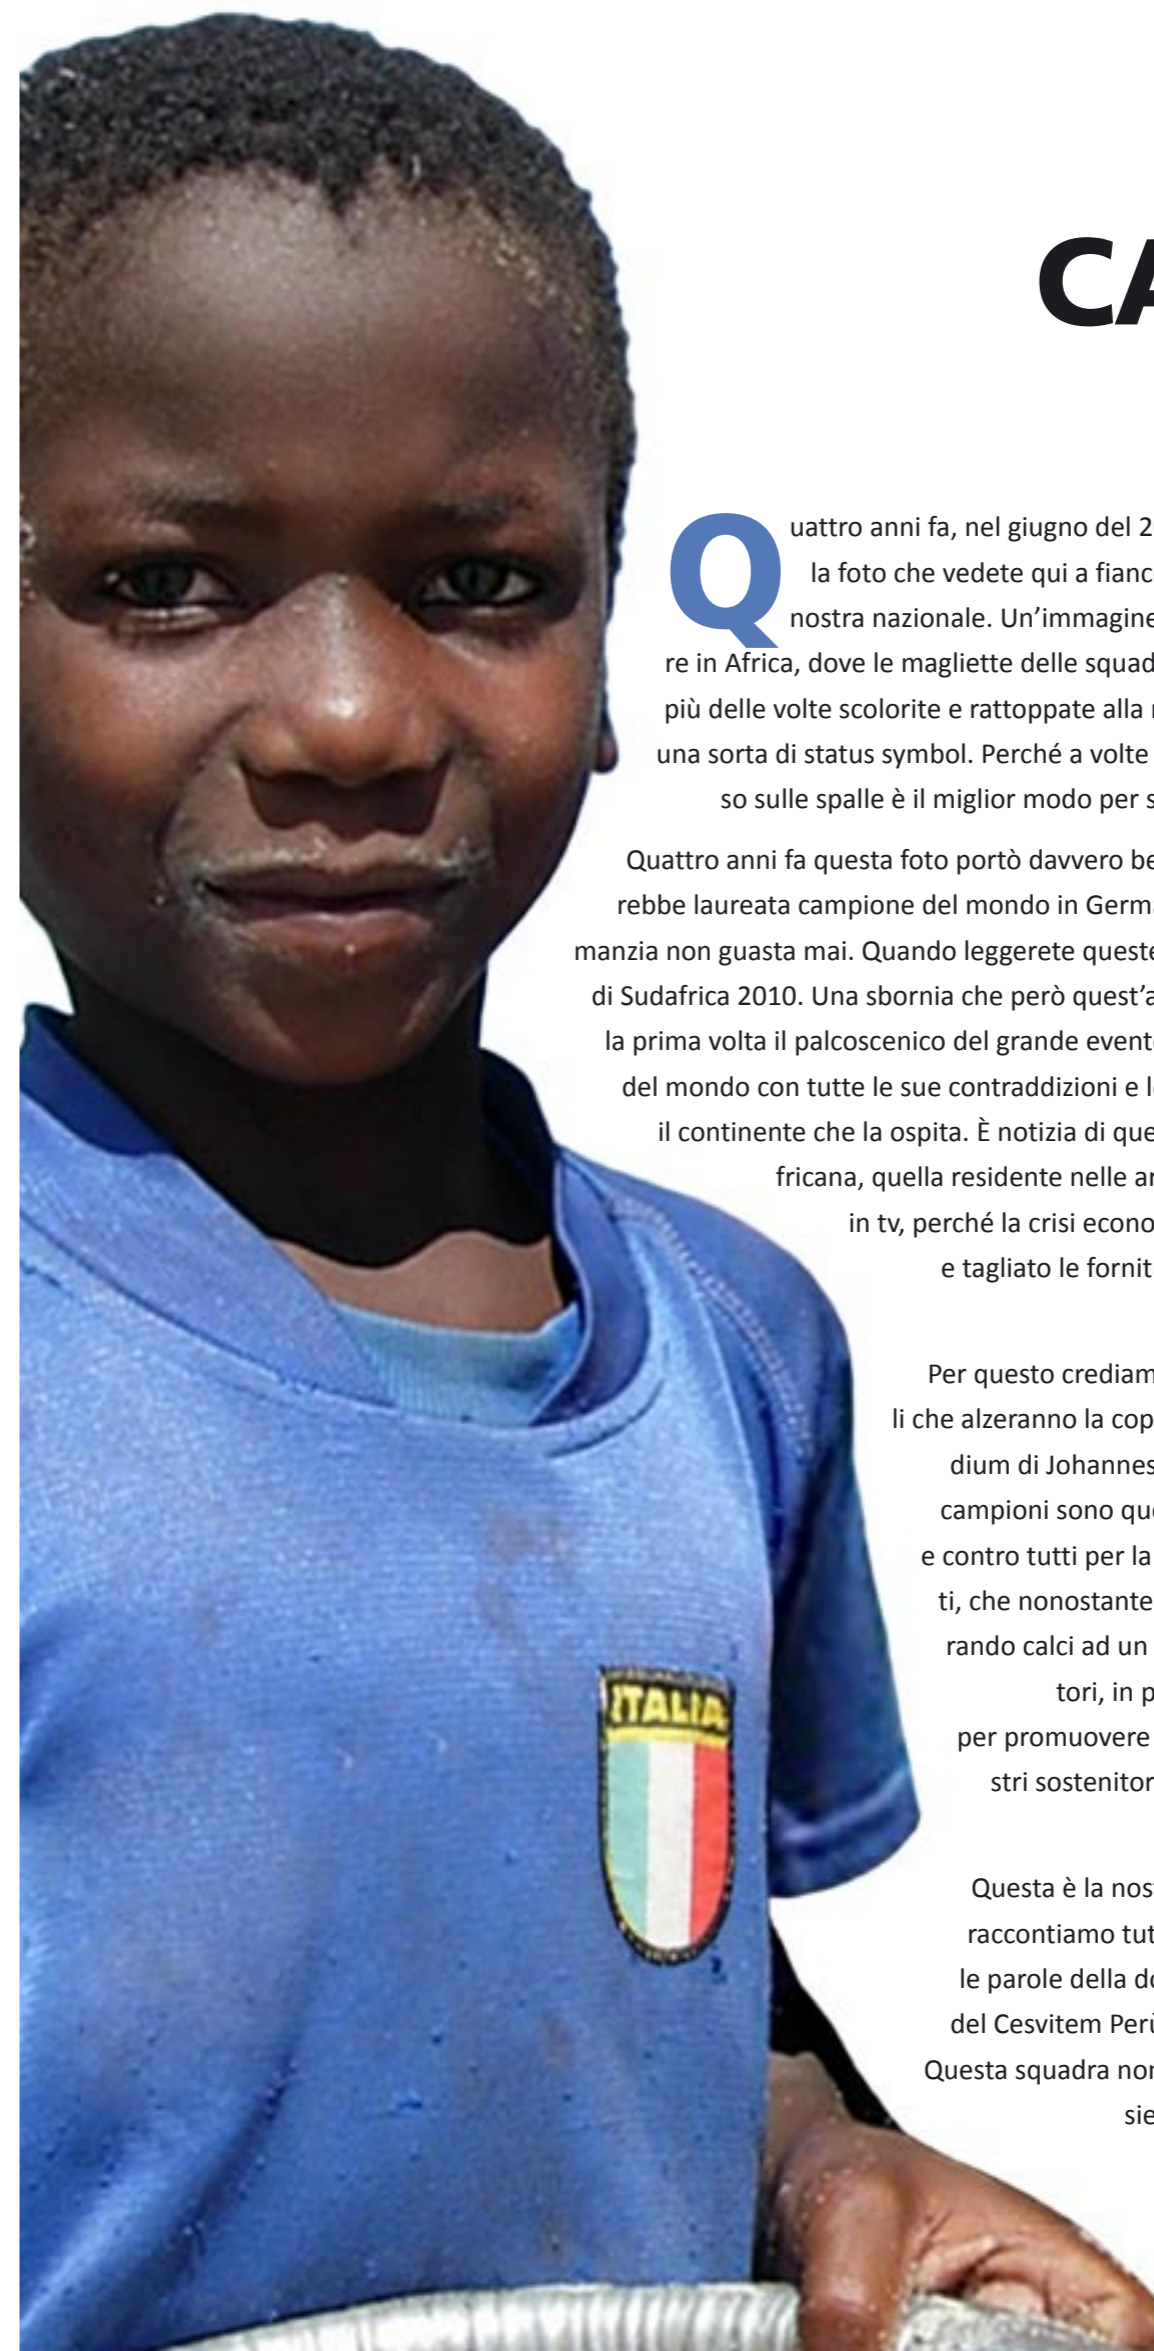 CA
Quattro anni fa, nel giugno del 2
la foto che vedete qui a fianc
nostra nazionale. Un’immagine
re in Africa, dove le magliette delle squad
più delle volte scolorite e rattoppate alla
una sorta di status symbol. Perché a volte
so sulle spalle è il miglior modo per s
Quattro anni fa questa foto portò davvero be
rebbe laureata campione del mondo in Germa
manzia non guasta mai. Quando leggerete queste
di Sudafrica 2010. Una sbornia che però quest’a
la prima volta il palcoscenico del grande evento
del mondo con tutte le sue contraddizioni e l
il continente che la ospita. È notizia di que
fricana, quella residente nelle ar
in tv, perché la crisi econo
e tagliato le fornit
Per questo crediam
li che alzeranno la cop
dium di Johannes
campioni sono que
e contro tutti per la
ti, che nonostante
rando calci ad un
tori, in p
per promuovere
stri sostenitor
Questa è la nos
raccontiamo tut
le parole della do
del Cesvitem Perù
Questa squadra non
sie
ITALIA